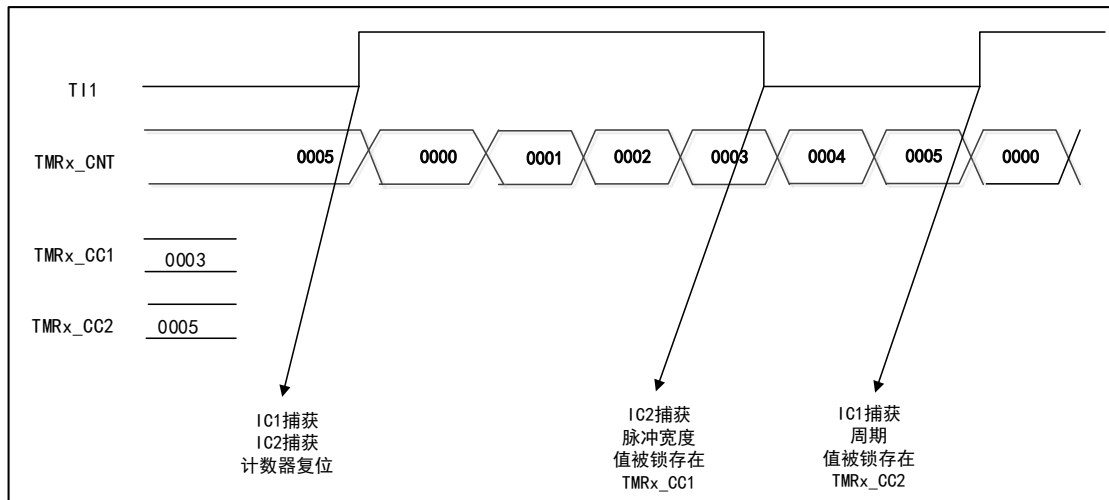 TI1
TMRx_CNT 0005 0000 0001 0002 0003 0004 0005 0000
TMRx_CC1 0003
TMRx_CC2 0005
IC1捕获
IC2捕获
计数器复位
IC2捕获
脉冲宽度
值被锁存在
TMRx_CC1
IC1捕获
周期
值被锁存在
TMRx_CC2